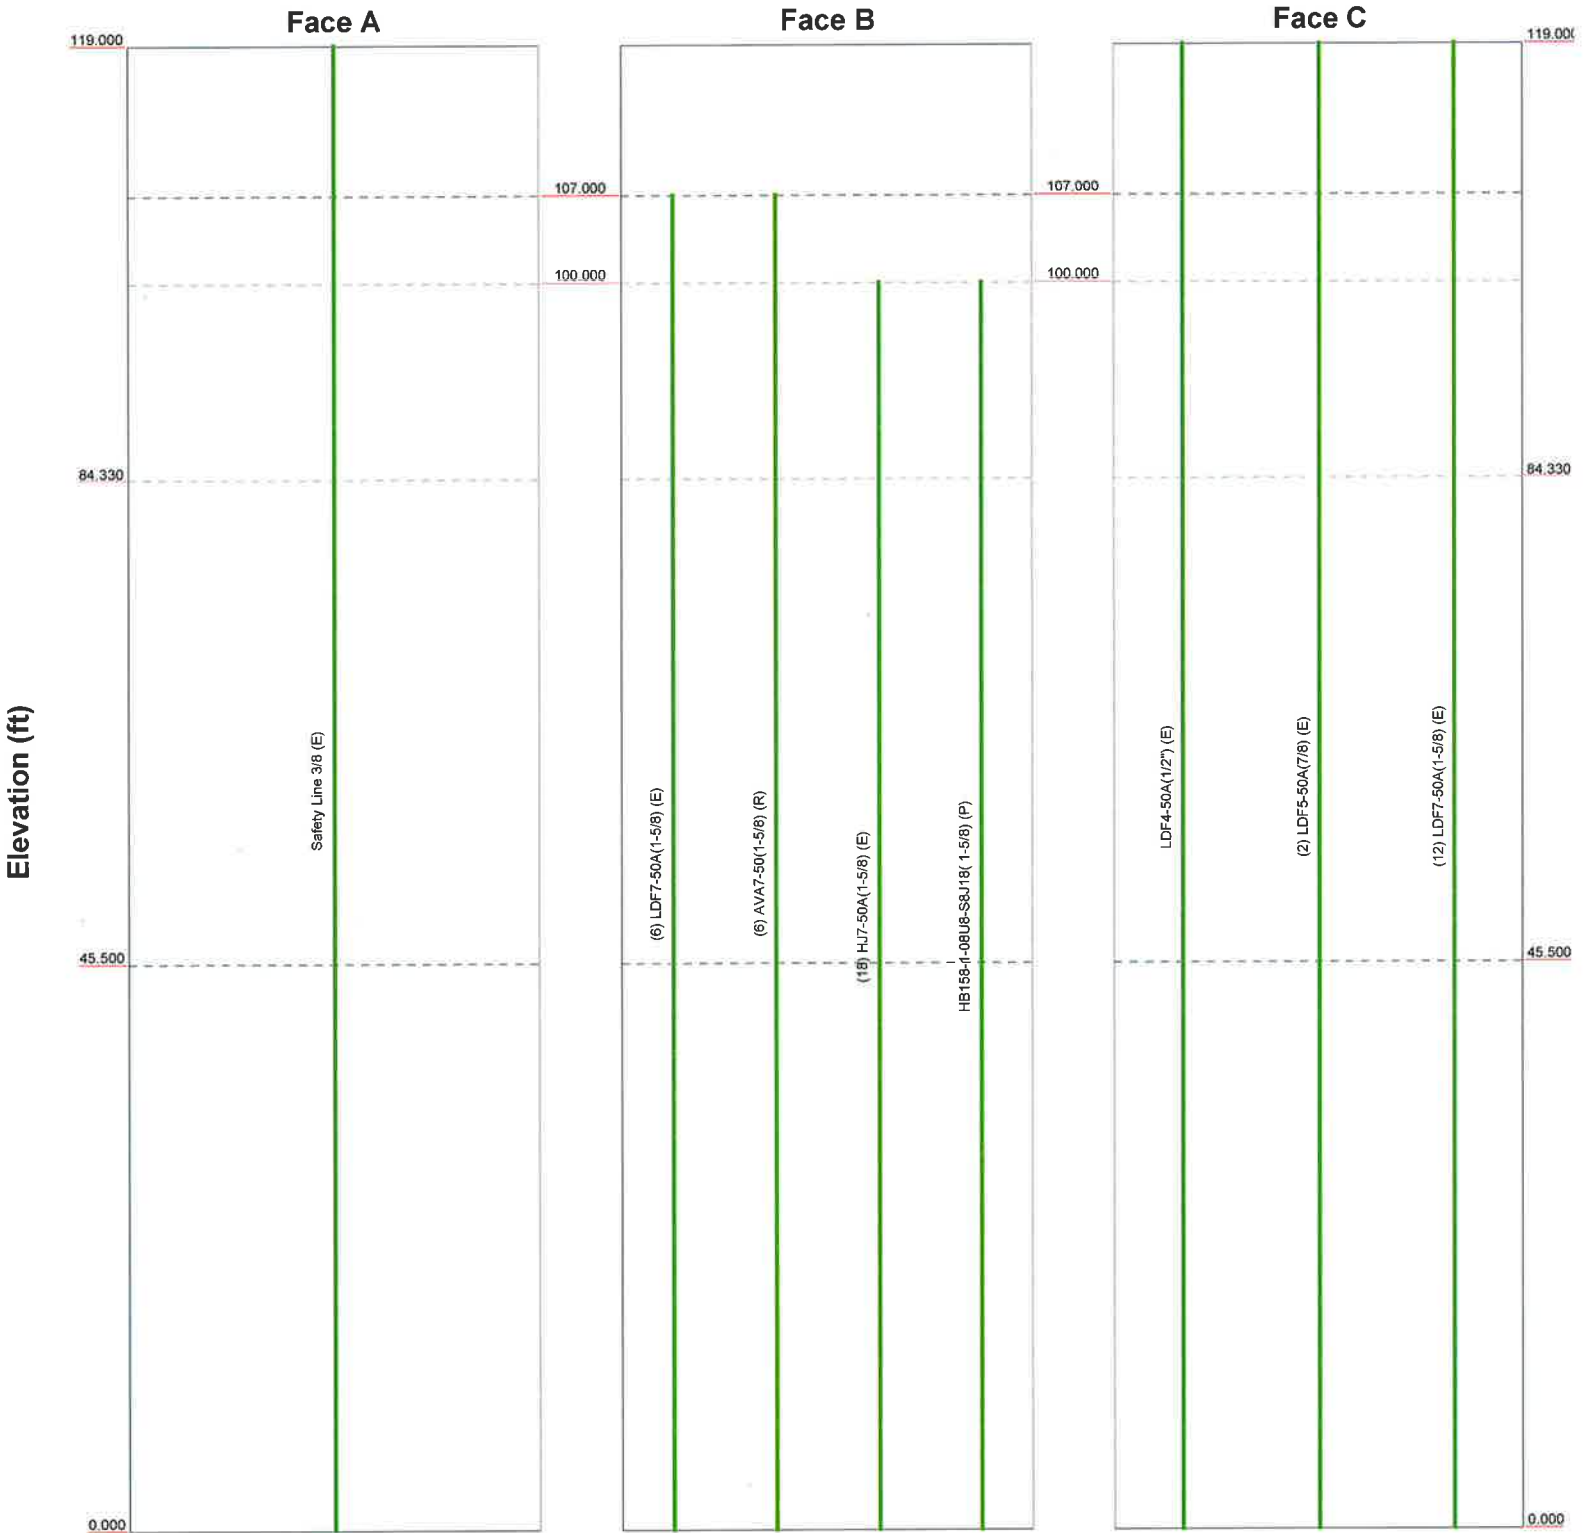 Face A
Face B
Face C
119.000
119.000
107.000
107.000
100.000
100.000
84.330
84.330
Elevation (ft)
Safety Line 3/8 (E)
(6) LDF7-50A(1-5/8) (E)
(6) AVA7-50(1-5/8) (R)
(18) HJ7-50A(1-5/8) (E)
HB158-1-08U8-S8J18( 1-5/8) (P)
LDF4-50A(1/2") (E)
(2) LDF5-50A(7/8) (E)
(12) LDF7-50A(1-5/8) (E)
45.500
45.500
0.000
0.000